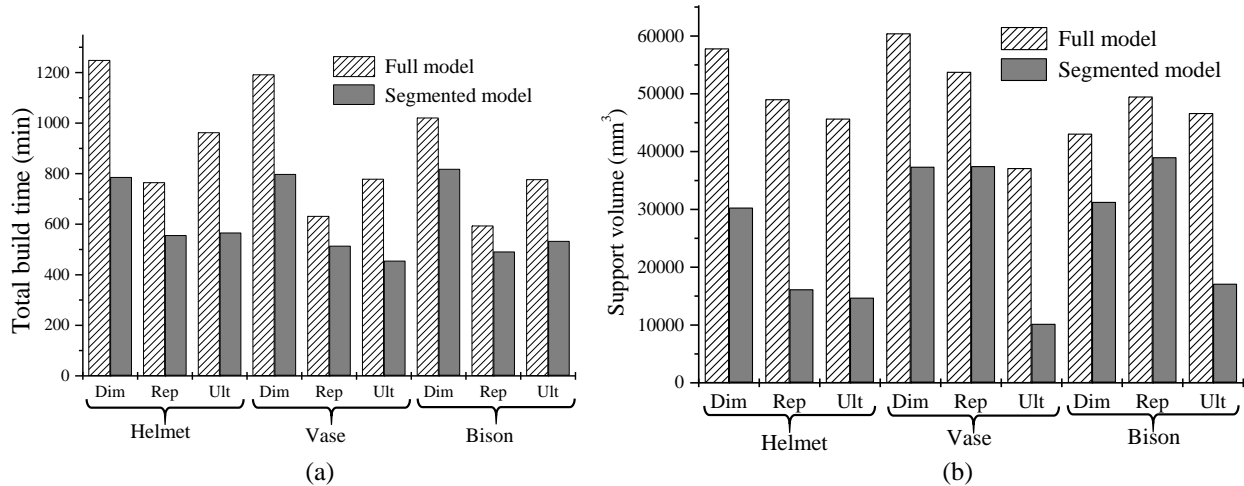 Total build time (min)
1200
1000
800
600
400
200
0
Full model
Segmented model
Dim Rep Ult Dim Rep Ult Dim Rep Ult
Helmet Vase Bison
(a)
Support volume (mm³)
60000
50000
40000
30000
20000
10000
0
Full model
Segmented model
Dim Rep Ult Dim Rep Ult Dim Rep Ult
Helmet Vase Bison
(b)